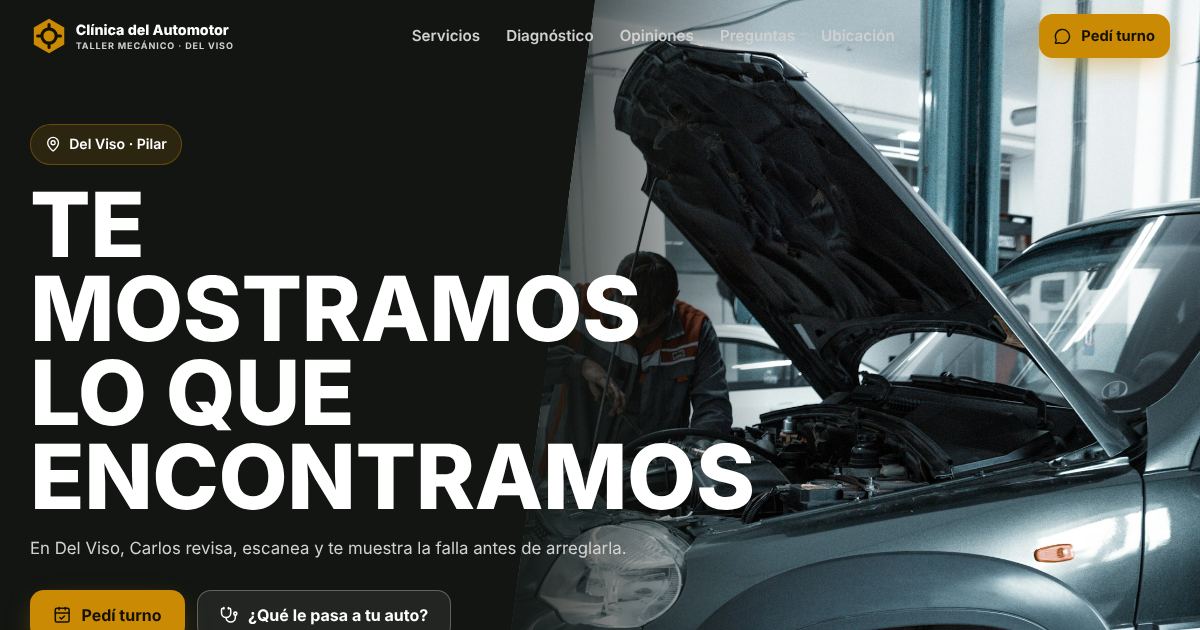 Clínica del Automotor
TALLER MECÁNICO · DEL VISO
Servicios
Diagnóstico
Opiniones
Preguntas
Ubicación
Pedí turno
Del Viso · Pilar
TE
MOSTRAMOS
LO QUE
ENCONTRAMOS
En Del Viso, Carlos revisa, escanea y te muestra la falla antes de arreglarla.
Pedí turno
¿Qué le pasa a tu auto?